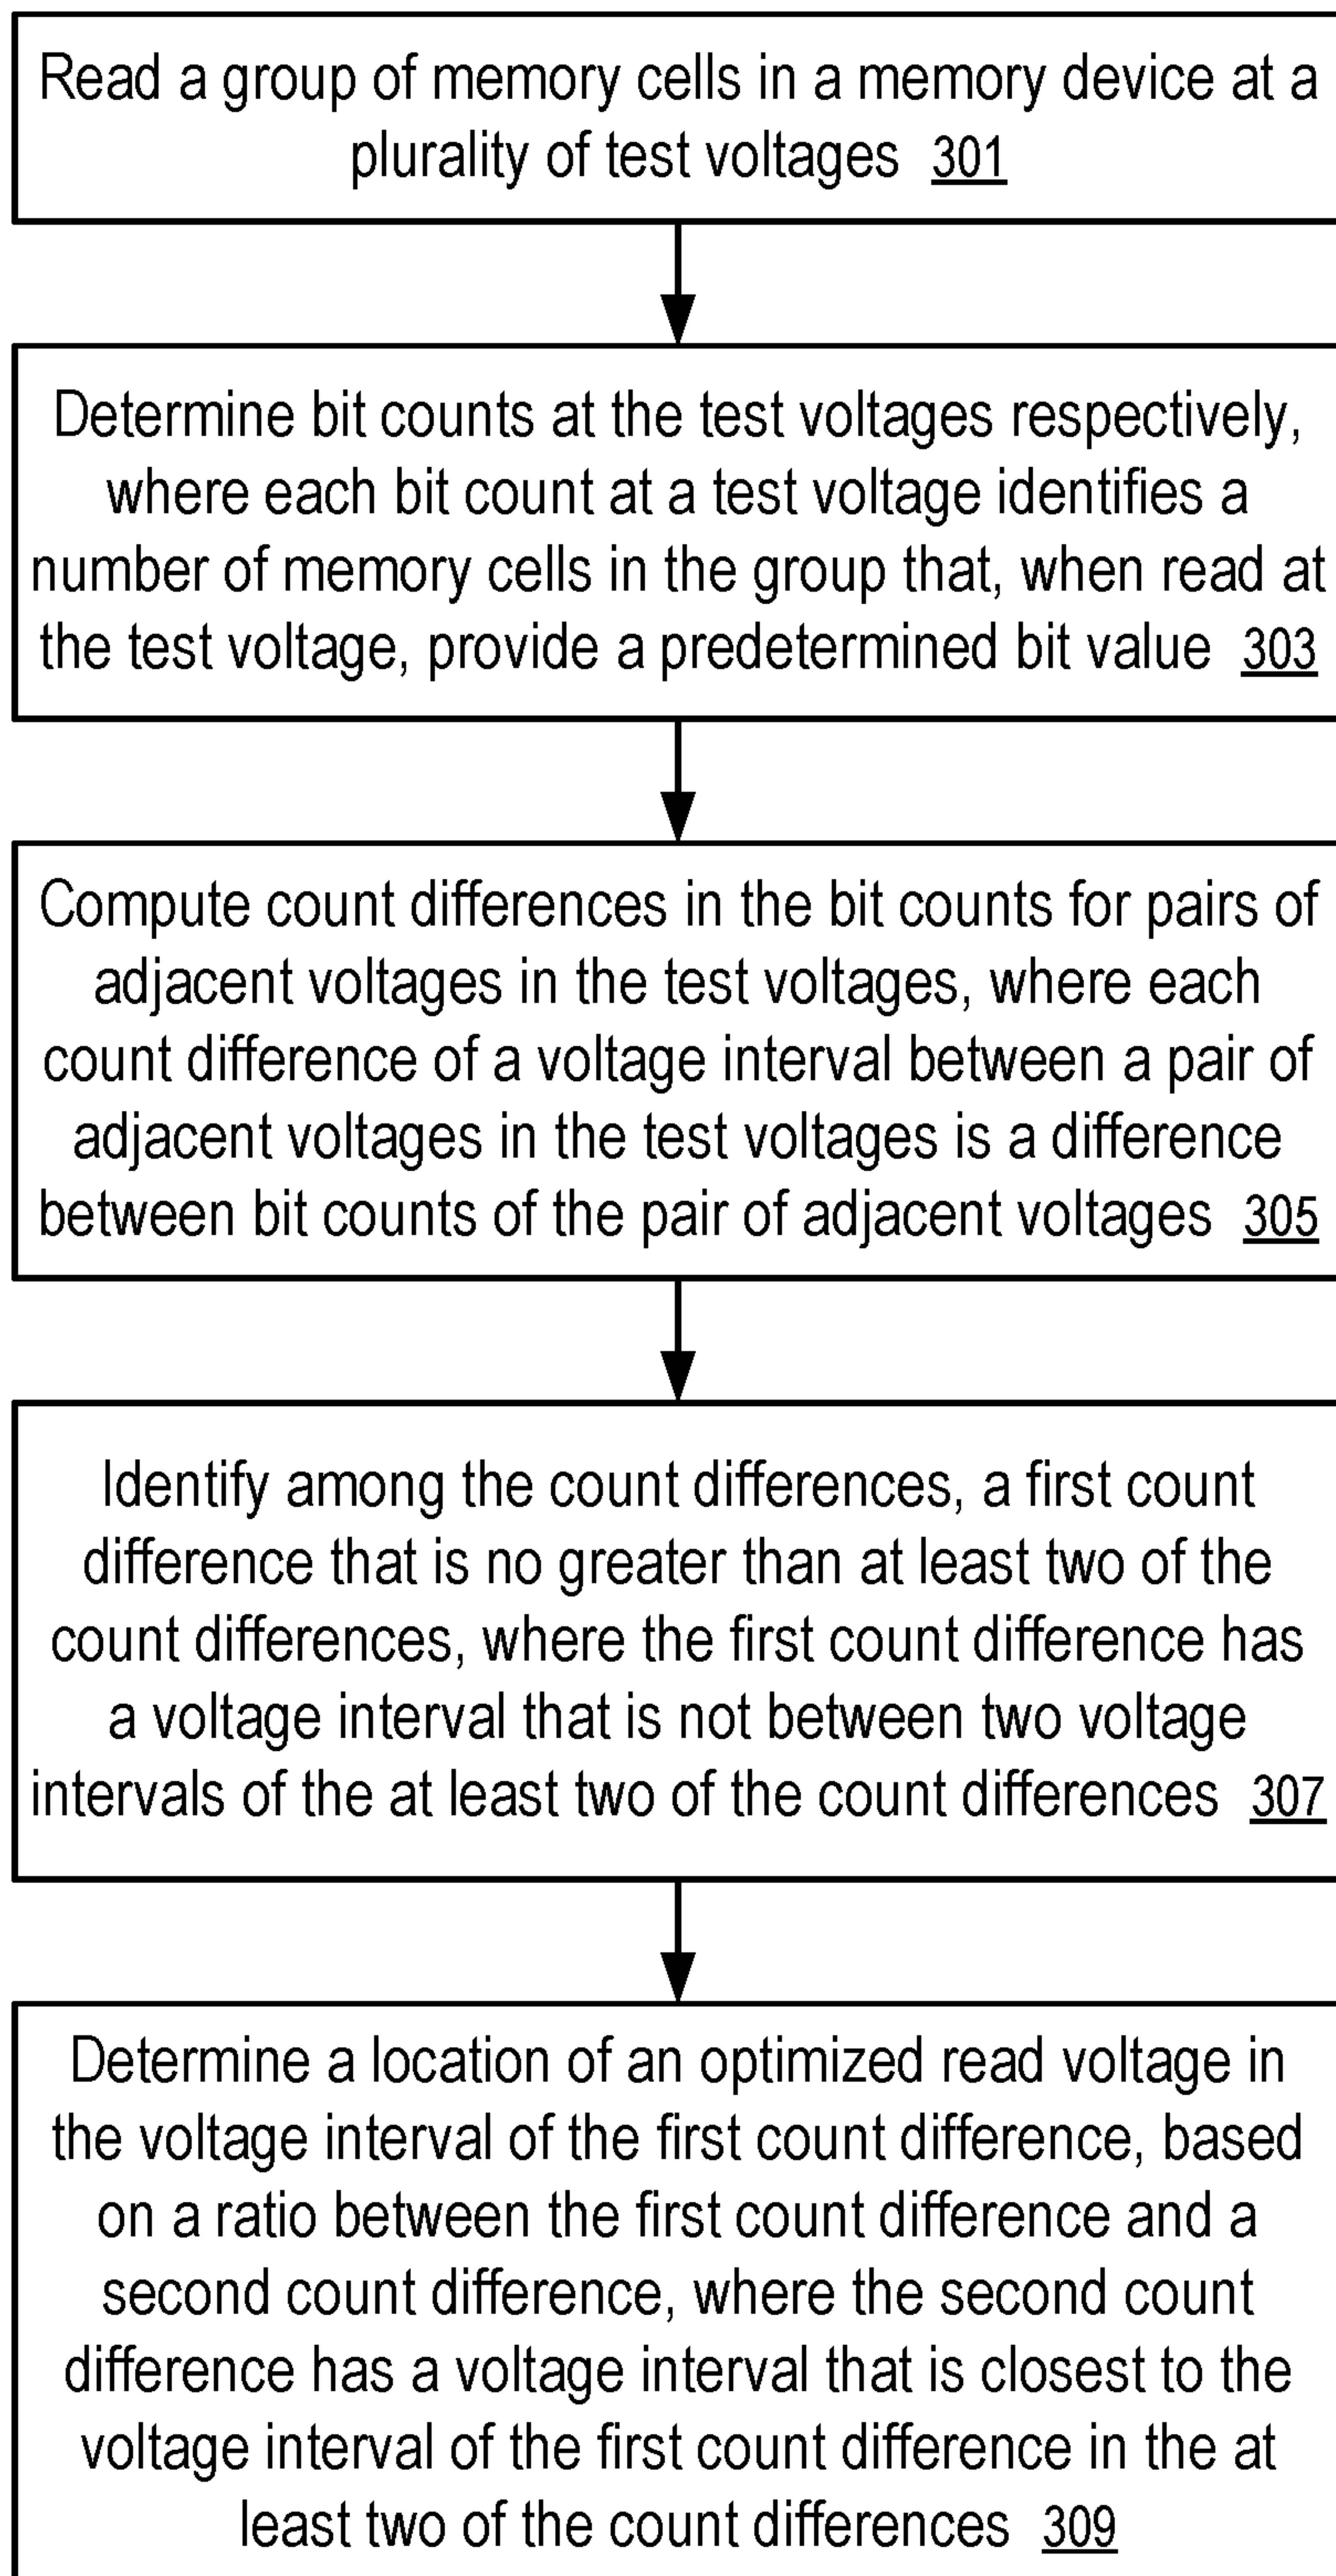 Read a group of memory cells in a memory device at a
plurality of test voltages 301
Determine bit counts at the test voltages respectively,
where each bit count at a test voltage identifies a
number of memory cells in the group that, when read at
the test voltage, provide a predetermined bit value 303
Compute count differences in the bit counts for pairs of
adjacent voltages in the test voltages, where each
count difference of a voltage interval between a pair of
adjacent voltages in the test voltages is a difference
between bit counts of the pair of adjacent voltages 305
Identify among the count differences, a first count
difference that is no greater than at least two of the
count differences, where the first count difference has
a voltage interval that is not between two voltage
intervals of the at least two of the count differences 307
Determine a location of an optimized read voltage in
the voltage interval of the first count difference, based
on a ratio between the first count difference and a
second count difference, where the second count
difference has a voltage interval that is closest to the
voltage interval of the first count difference in the at
least two of the count differences 309